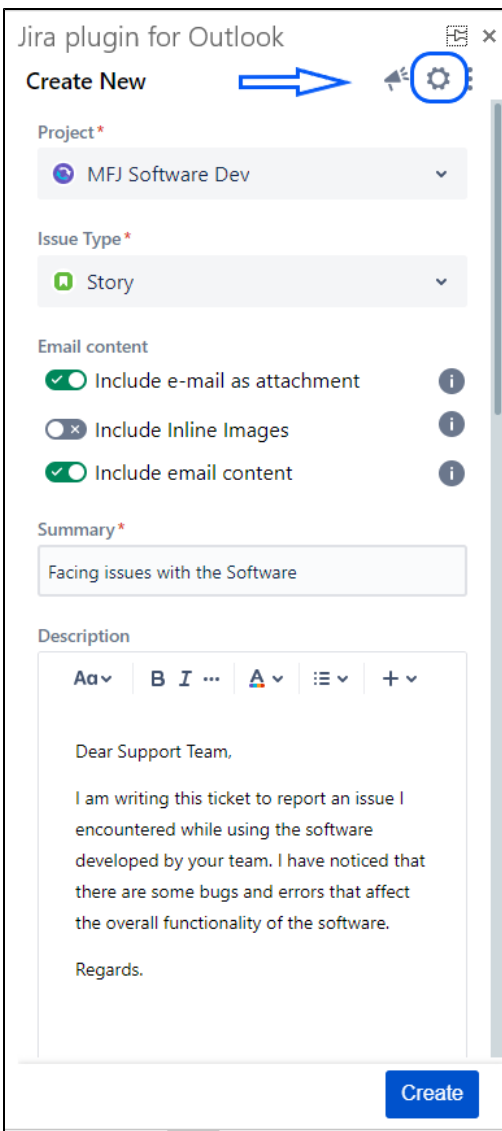 Jira plugin for Outlook
Create New
Project*
MFJ Software Dev
Issue Type*
Story
Email content
Include e-mail as attachment
Include Inline Images
Include email content
Summary*
Facing issues with the Software
Description
Aa B I ... A +
Dear Support Team,
I am writing this ticket to report an issue I
encountered while using the software
developed by your team. I have noticed that
there are some bugs and errors that affect
the overall functionality of the software.
Regards.
Create